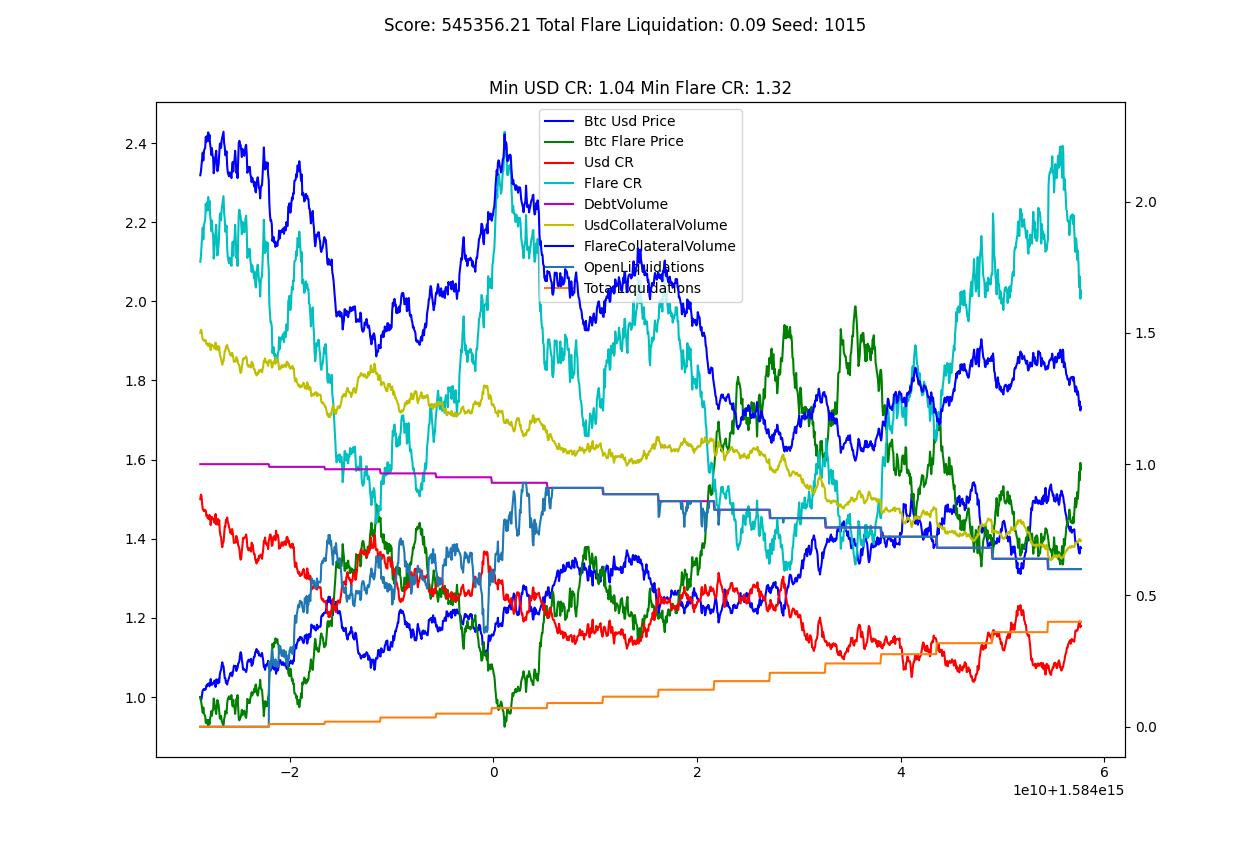 Score: 545356.21 Total Flare Liquidation: 0.09 Seed: 1015
Min USD CR: 1.04 Min Flare CR: 1.32
Btc Usd Price
Btc Flare Price
Usd CR
Flare CR
DebtVolume
UsdCollateralVolume
FlareCollateralVolume
OpenLiquidations
TotalLiquidations
2.4
2.2
2.0
1.8
1.6
1.4
1.2
1.0
2.0
1.5
1.0
0.5
0.0
−2
0
2
4
6
1e10+1.584e15